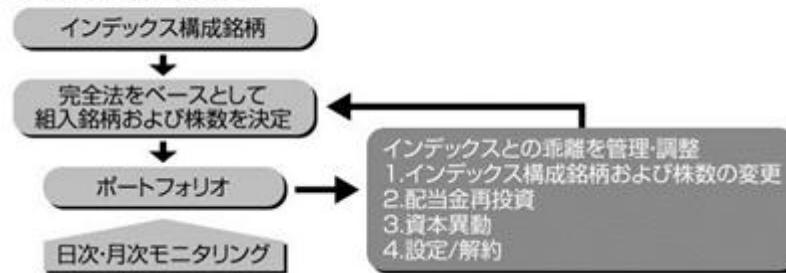 インデックス構成銘柄
完全法をベースとして
組入銘柄および株数を決定
ポートフォリオ
日次・月次モニタリング
インデックスとの乖離を管理・調整
1.インデックス構成銘柄および株数の変更
2.配当金再投資
3.資本異動
4.設定/解約